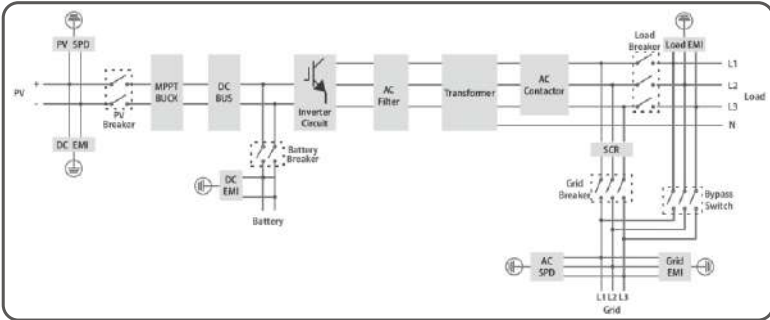 PV SPD
PV
+
-
DC EMI
PV
Breaker
MPPT
BUCK
DC
BUS
Inverter
Circuit
Battery
Breaker
DC
EMI
Battery
AC
Filter
Transformer
AC
Contactor
Load
Breaker
Load EMI
L1
L2
L3
N
Load
SCR
Grid
Breaker
Bypass
Switch
AC
SPD
Grid
EMI
L1 L2 L3
Grid